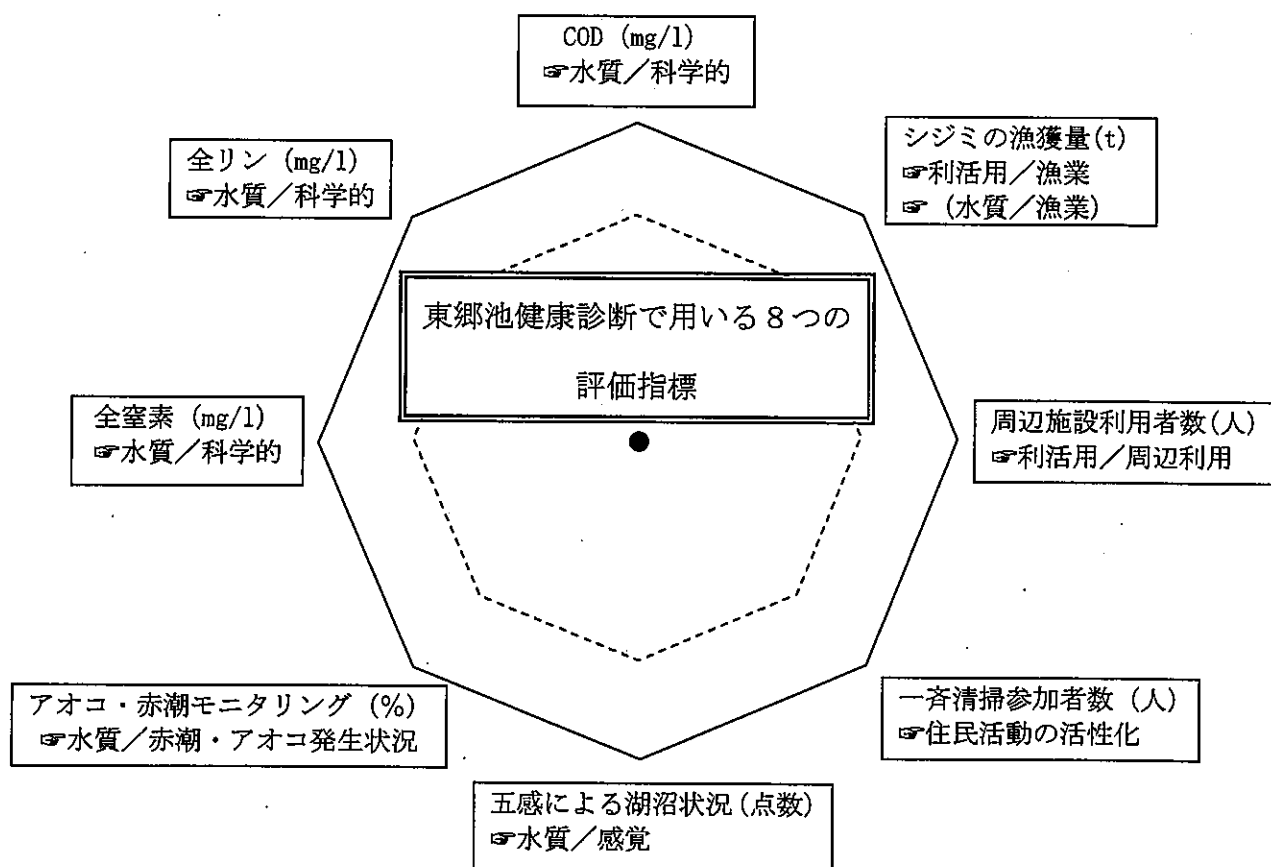 COD (mg/l)
☞水質／科学的
シジミの漁獲量(t)
☞利活用／漁業
☞ (水質／漁業)
全リン (mg/l)
☞水質／科学的
東郷池健康診断で用いる８つの
評価指標
全窒素 (mg/l)
☞水質／科学的
周辺施設利用者数(人)
☞利活用／周辺利用
アオコ・赤潮モニタリング (%)
☞水質／赤潮・アオコ発生状況
一斉清掃参加者数 (人)
☞住民活動の活性化
五感による湖沼状況(点数)
☞水質／感覚